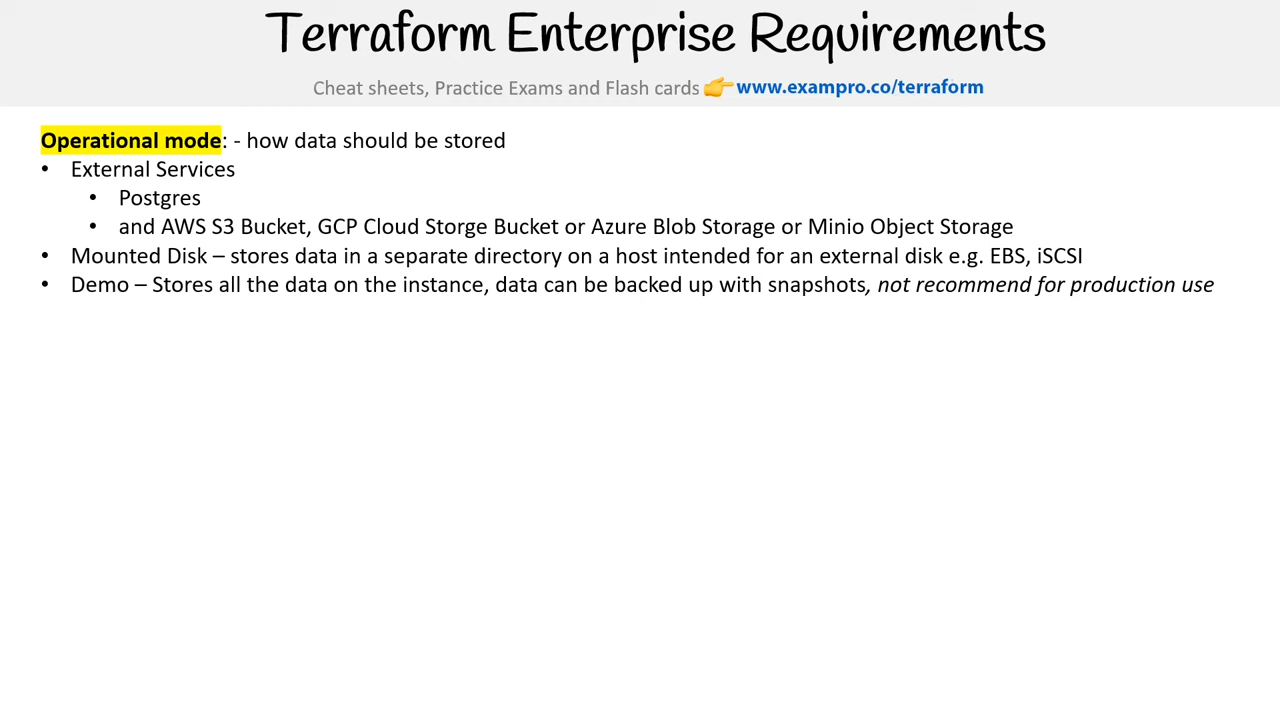 Terraform Enterprise Requirements
Cheat sheets, Practice Exams and Flash cards 👉 www.exampro.co/terraform
Operational mode: - how data should be stored
• External Services
• Postgres
• and AWS S3 Bucket, GCP Cloud Storge Bucket or Azure Blob Storage or Minio Object Storage
• Mounted Disk – stores data in a separate directory on a host intended for an external disk e.g. EBS, iSCSI
• Demo – Stores all the data on the instance, data can be backed up with snapshots, not recommend for production use